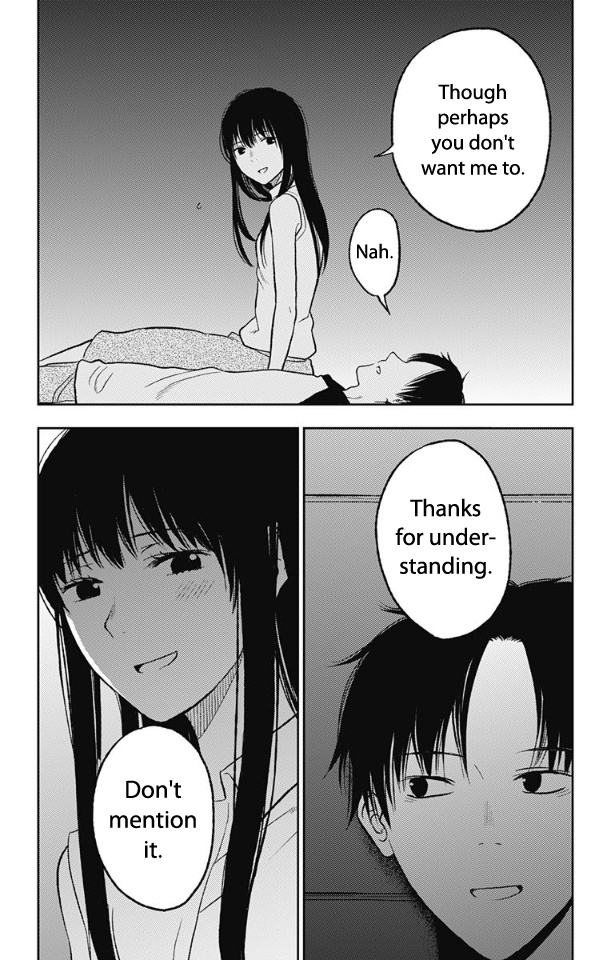 Though
perhaps
you don't
want me to.
Nah.
Thanks
for under-
standing.
Don't
mention
it.